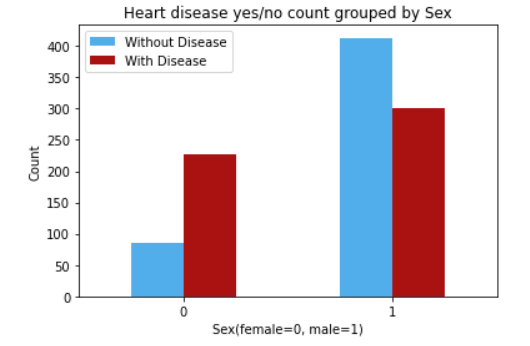 Heart disease yes/no count grouped by Sex
Without Disease
With Disease
400
350
300
250
200
150
100
50
0
Count
0
1
Sex(female=0, male=1)